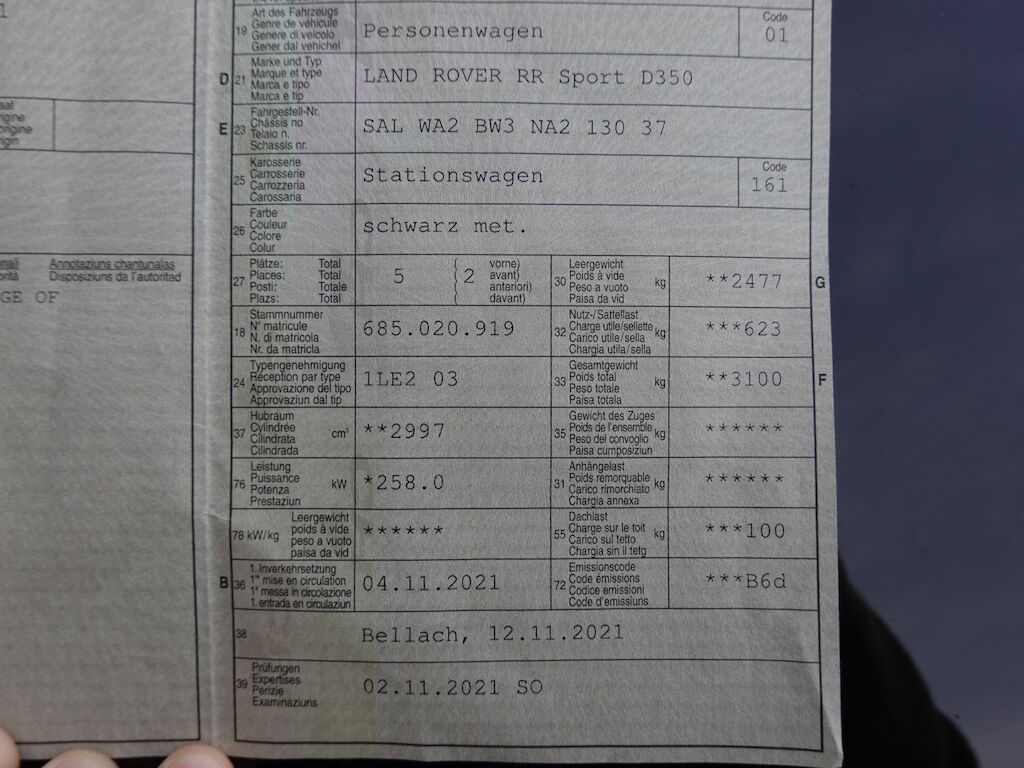 19 Art des Fahrzeugs
Genre de véhicule
Genere di veicolo
Gener dal vehichel
Personenwagen
Code
01
D 21 Marke und Typ
Marque et type
Marca e tipo
Marca e tip
LAND ROVER RR Sport D350
E 23 Fahrgestell-Nr.
Châssis no
Telaio n.
Schassis nr.
SAL WA2 BW3 NA2 130 37
25 Karosserie
Carrosserie
Carrozzeria
Carossaria
Stationswagen
Code
161
26 Farbe
Couleur
Colore
Colur
schwarz met.
Annotaziuns chantunalas
Disposiziuns da l'autoritad
GE OF
27 Plätze: Total
Places: Total
Posti: Totale
Plazs: Total
5 ( 2 vorne)
avant)
anteriori)
davant)
30 Leergewicht
Poids à vide
Peso a vuoto
Paisa da vid
kg
**2477
G
18 Stammnummer
N° matricule
N. di matricola
Nr. da matricla
685.020.919
32 Nutz-/Sattellast
Charge utile/sellette
Carico utile/sella
Chargia utila/sella
kg
***623
24 Typengenehmigung
Réception par type
Approvazione del tipo
Approvaziun dal tip
1LE2 03
33 Gesamtgewicht
Poids total
Peso totale
Paisa totala
kg
**3100
F
37 Hubraum
Cylindrée
Cilindrata
Cilindrada
cm³
**2997
35 Gewicht des Zuges
Poids de l'ensemble
Peso del convoglio
Paisa cumposiziun
kg
******
76 Leistung
Puissance
Potenza
Prestaziun
kW
*258.0
31 Anhängelast
Poids remorquable
Carico rimorchiato
Chargia annexa
kg
******
78 kW/kg Leergewicht
poids à vide
peso a vuoto
paisa da vid
******
55 Dachlast
Charge sur le toit
Carico sul tetto
Chargia sin il tetg
kg
***100
B 36 1. Inverkehrsetzung
1re mise en circulation
1a messa in circolazione
1. entrada en circulaziun
04.11.2021
72 Emissionscode
Code émissions
Codice emissioni
Code d'emissiuns
***B6d
38 Bellach, 12.11.2021
39 Prüfungen
Expertises
Perizie
Examinaziuns
02.11.2021 SO